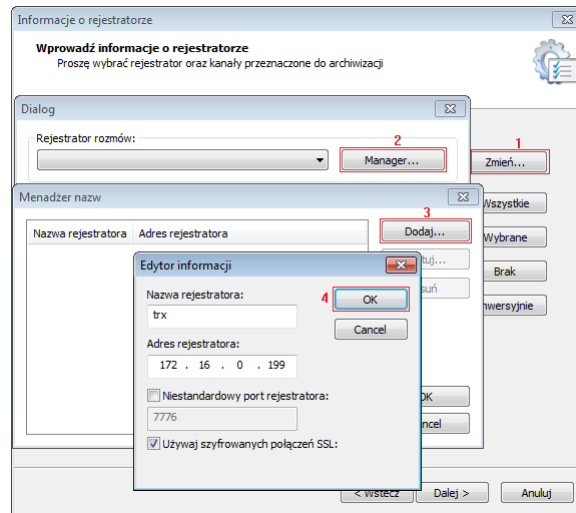 Informacje o rejestratorze
Wprowadź informacje o rejestratorze
Proszę wybrać rejestrator oraz kanały przeznaczone do archiwizacji
Dialog
Rejestrator rozmów:
2
Manager...
1
Zmień...
Menadżer nazw
Wszystkie
3
Nazwa rejestratora
Adres rejestratora
Dodaj...
Wybrane
Edytor informacji
Brak
Nazwa rejestratora:
4
OK
trx
Cancel
Adres rejestratora:
172 . 16 . 0 . 199
Niestandardowy port rejestratora:
7776
Używaj szyfrowanych połączeń SSL:
< Wstecz
Dalej >
Anuluj